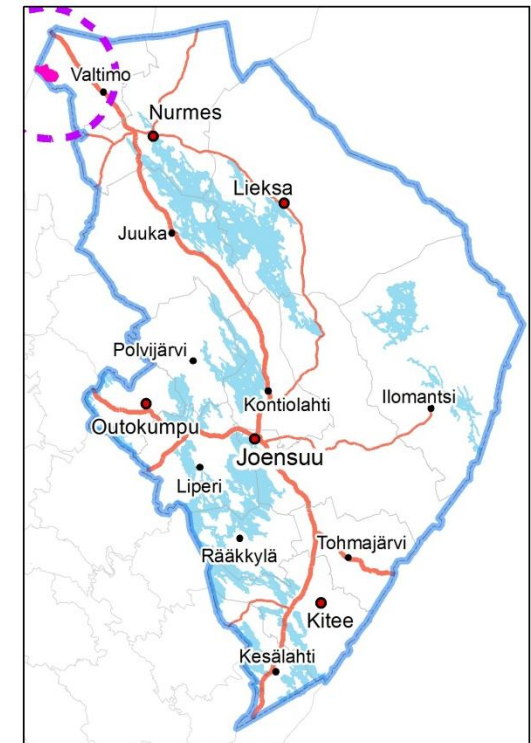 Valtimo
Nurmes
Lieksa
Juuka
Polvijärvi
Kontiolahti
Ilomantsi
Outokumpu
Joensuu
Liperi
Rääkkylä
Tohmajärvi
Kitee
Kesälahti